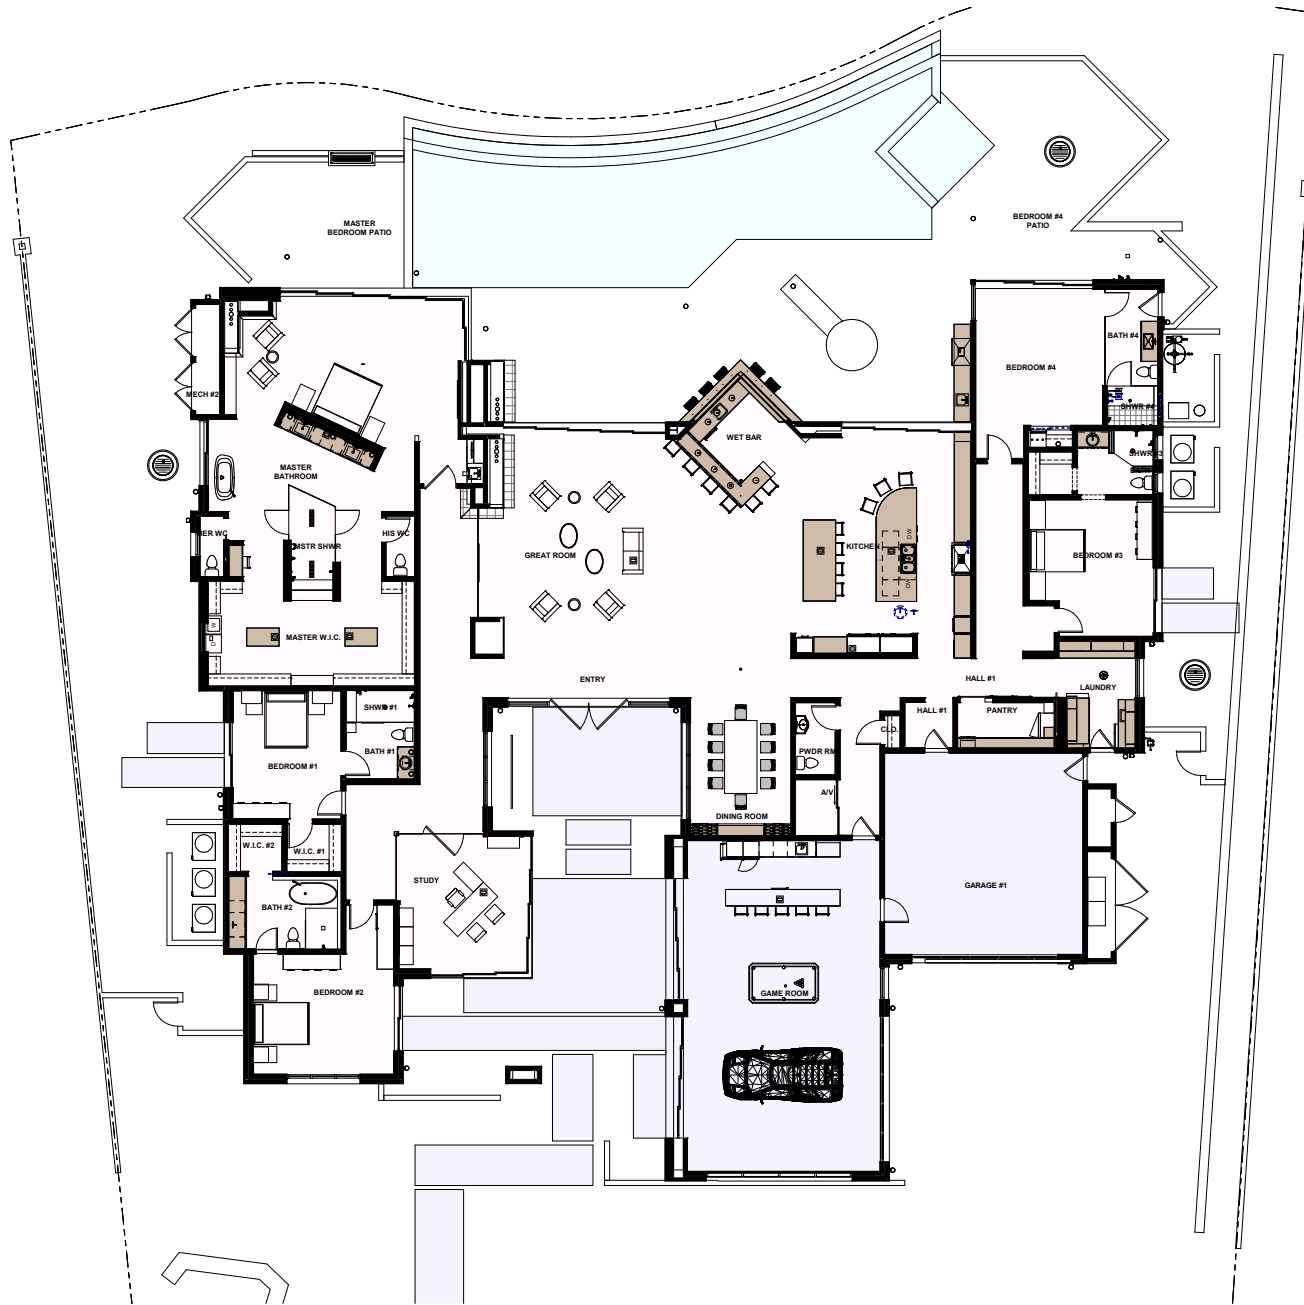 MASTER
BEDROOM PATIO
BEDROOM #4
PATIO
BATH #4
BEDROOM #4
MECH #2
SHWR #4
WET BAR
SHWR #3
MASTER
BATHROOM
HER WC
MSTR SHWR
HIS WC
GREAT ROOM
KITCHEN
D/W
BEDROOM #3
W
D
MASTER W.I.C.
ENTRY
HALL #1
LAUNDRY
SHWR #1
HALL #1
PANTRY
CLO.
BATH #1
PWDR RM
BEDROOM #1
A/V
DINING ROOM
W.I.C. #2
W.I.C. #1
STUDY
GARAGE #1
BATH #2
BEDROOM #2
GAME ROOM